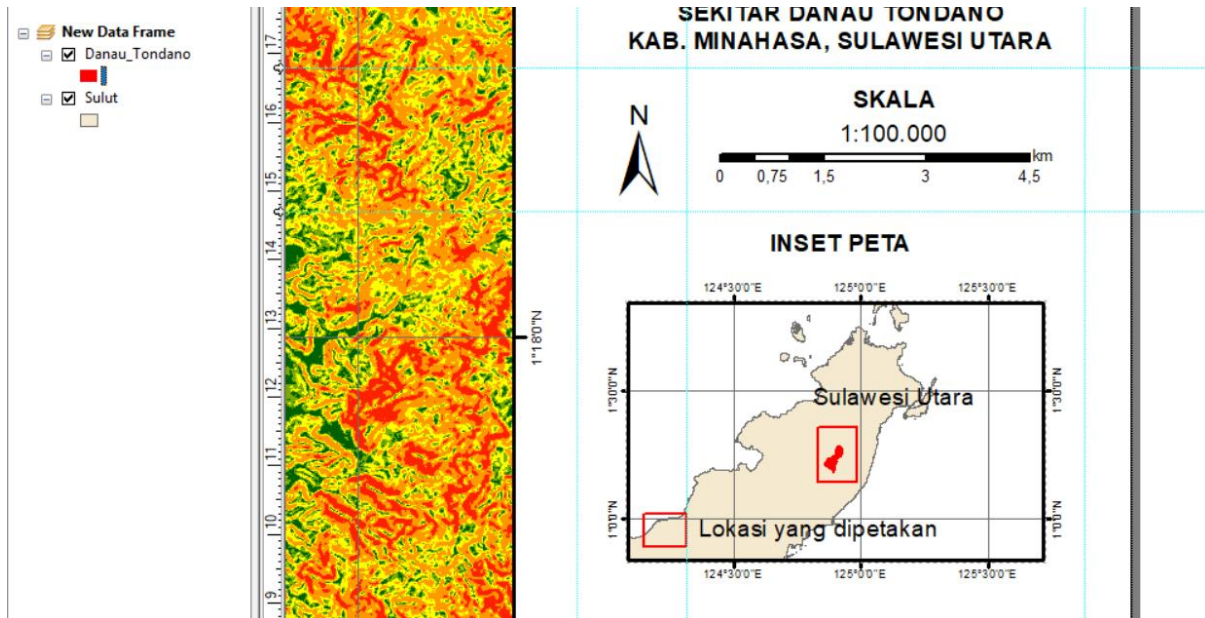 New Data Frame
Danau_Tondano
Sulut
17
16
15
14
13
12
11
10
9
1°18'0"N
SEKITAR DANAU TONDANO
KAB. MINAHASA, SULAWESI UTARA
N
SKALA
1:100.000
km
0 0,75 1,5 3 4,5
INSET PETA
124°30'0"E 125°0'0"E 125°30'0"E
1°30'0"N 1°30'0"N
Sulawesi Utara
1°0'0"N 1°0'0"N
Lokasi yang dipetakan
124°30'0"E 125°0'0"E 125°30'0"E